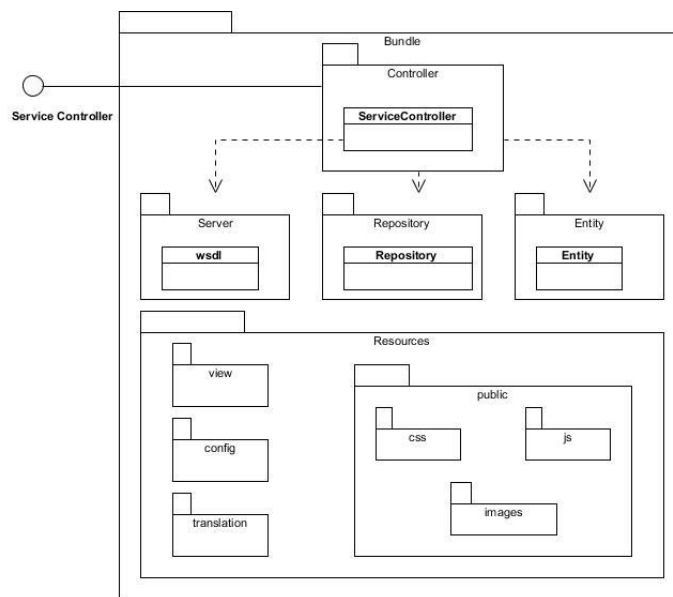 Bundle
Controller
Service Controller
ServiceController
Server
Repository
Entity
wsdl
Repository
Entity
Resources
view
public
css
js
config
images
translation